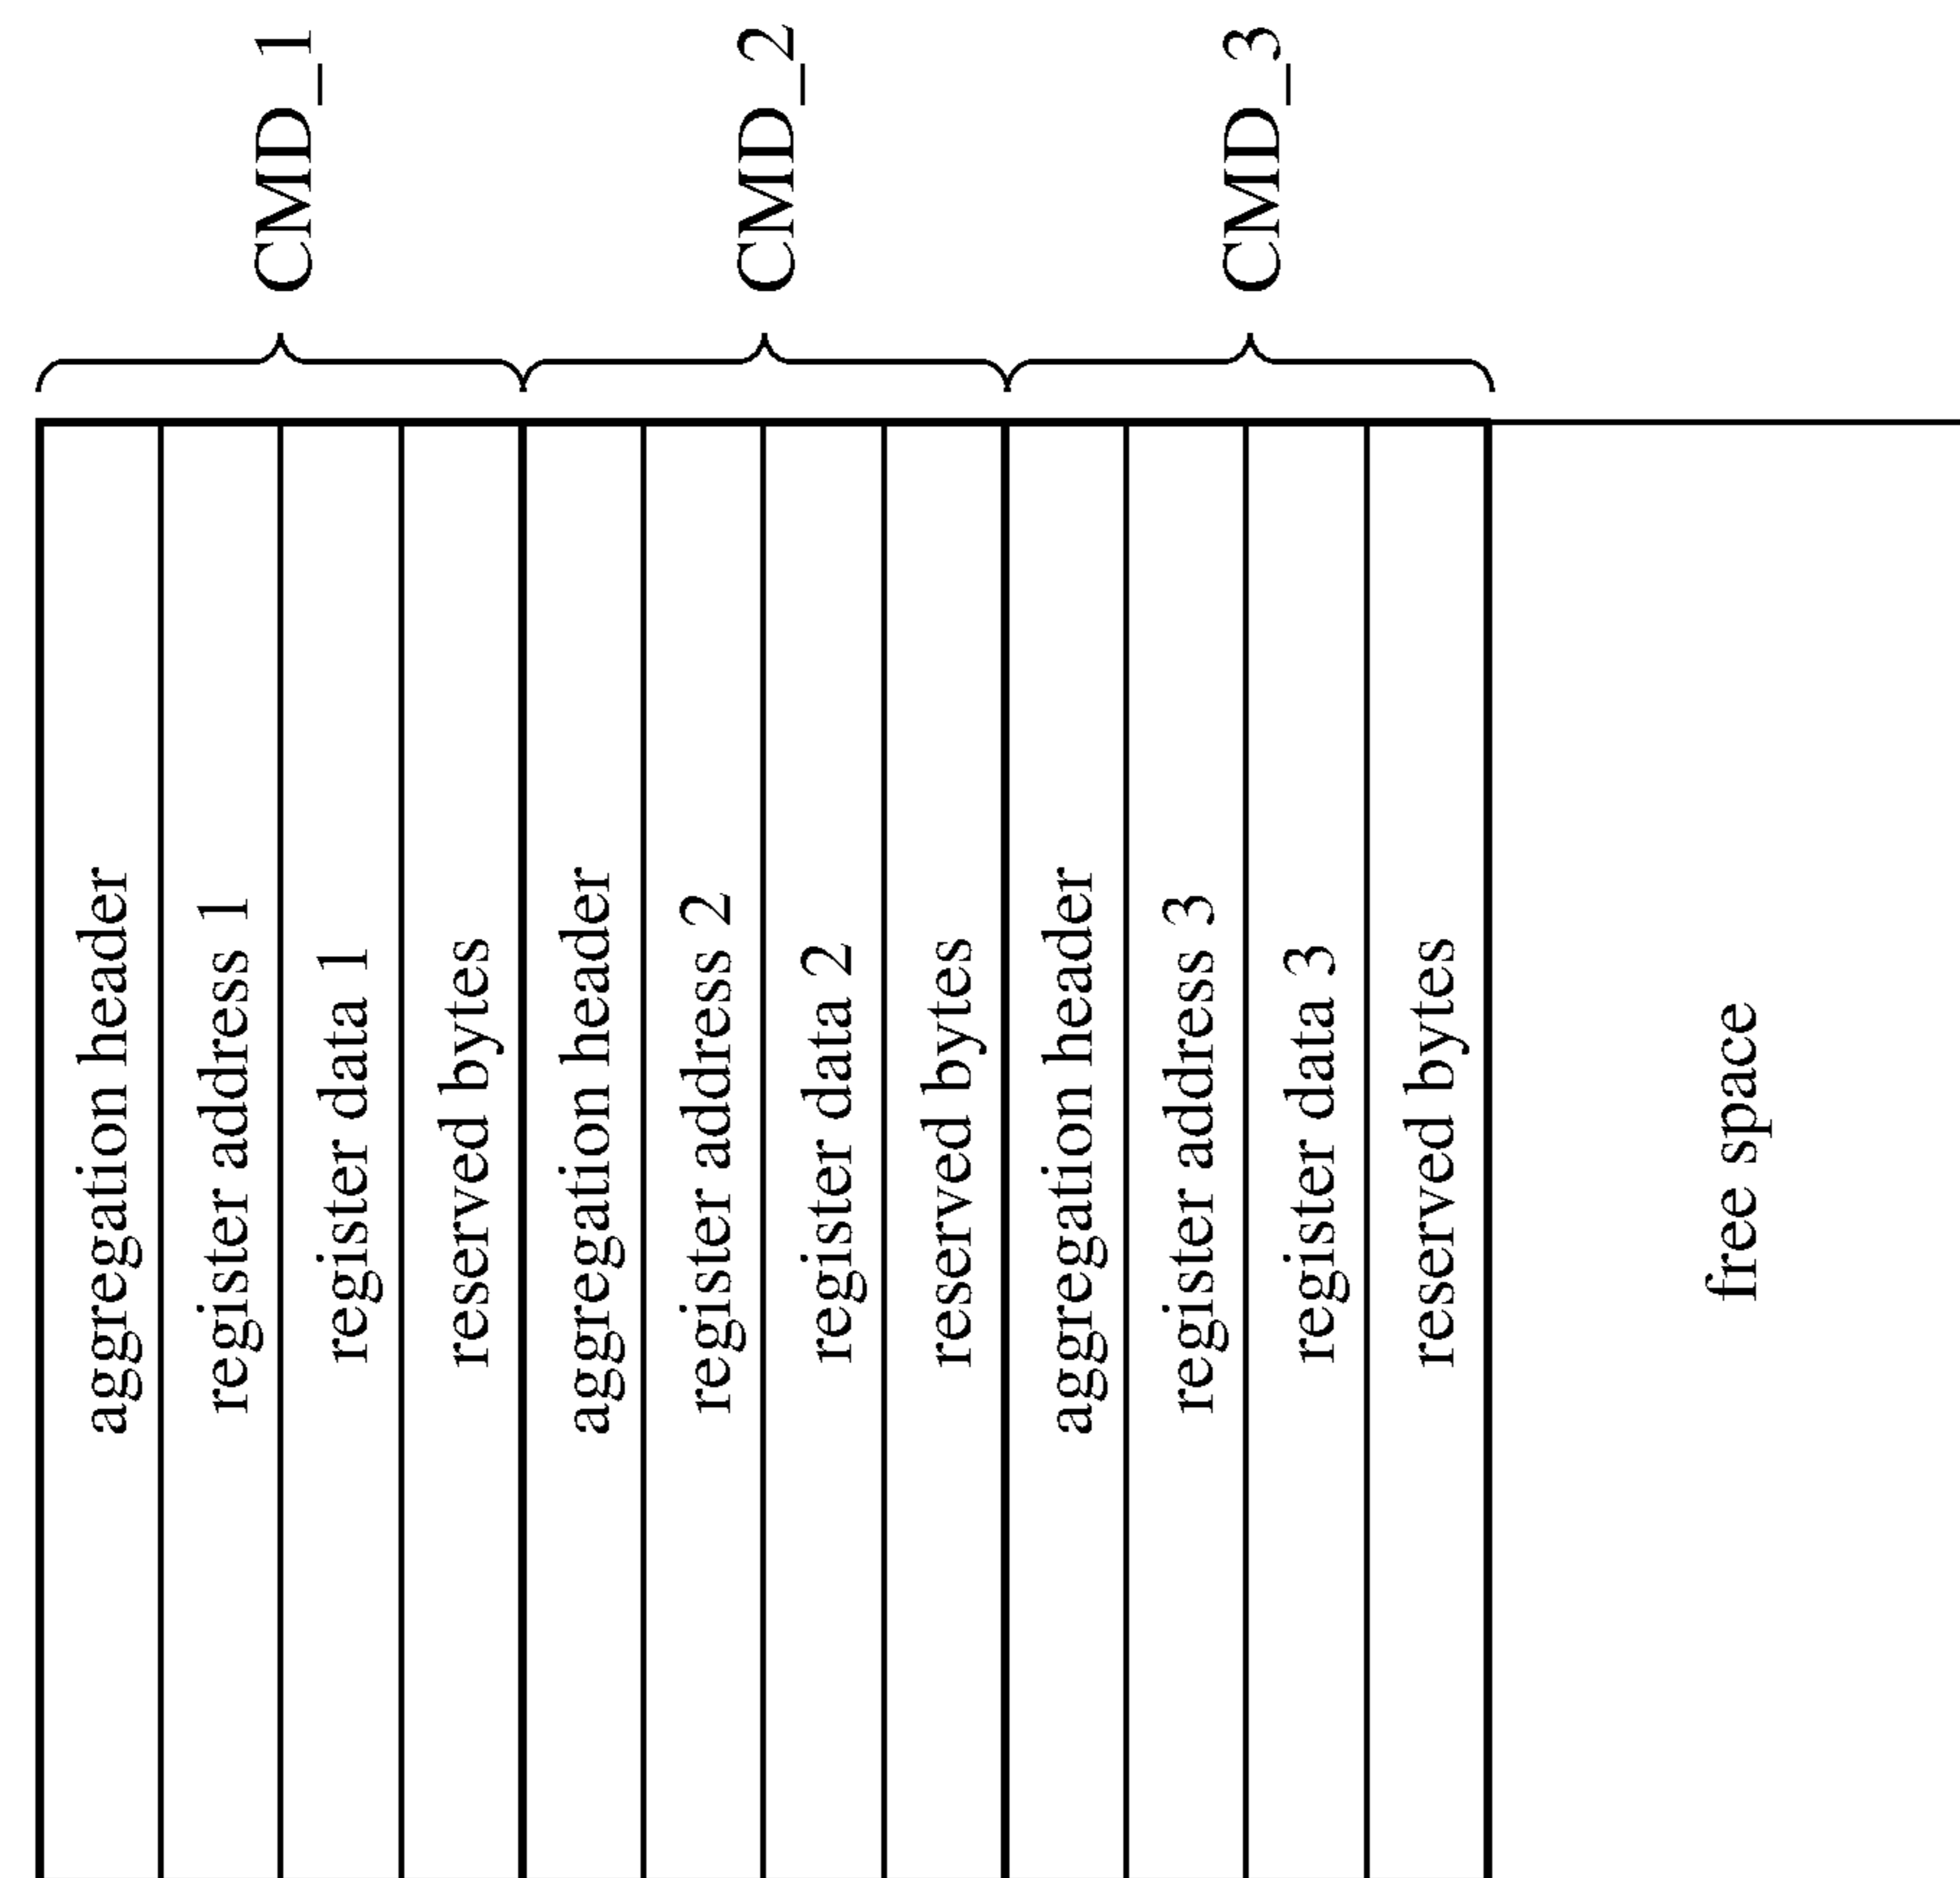 aggregation header
register address 1
register data 1
reserved bytes
CMD_1
aggregation header
register address 2
register data 2
reserved bytes
CMD_2
aggregation header
register address 3
register data 3
reserved bytes
CMD_3
free space